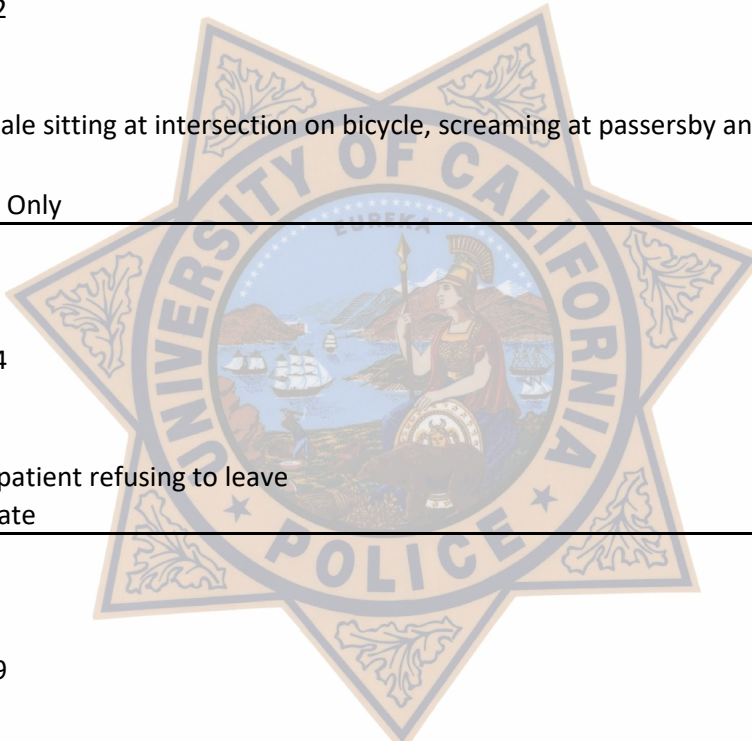 2
ale sitting at intersection on bicycle, screaming at passersby an
Only
4
patient refusing to leave
ate
9
UNIVERSITY OF CALIFORNIA
EUREKA
POLICE